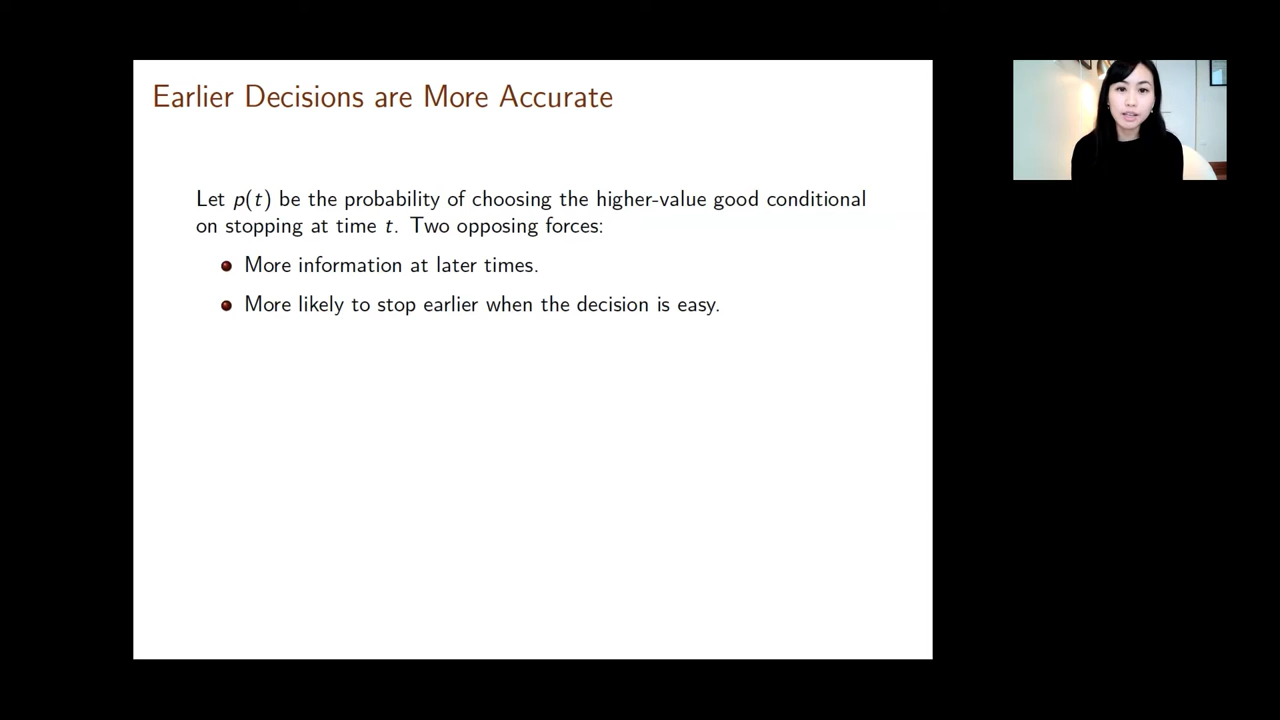 Earlier Decisions are More Accurate
Let p(t) be the probability of choosing the higher-value good conditional
on stopping at time t. Two opposing forces:
More information at later times.
More likely to stop earlier when the decision is easy.